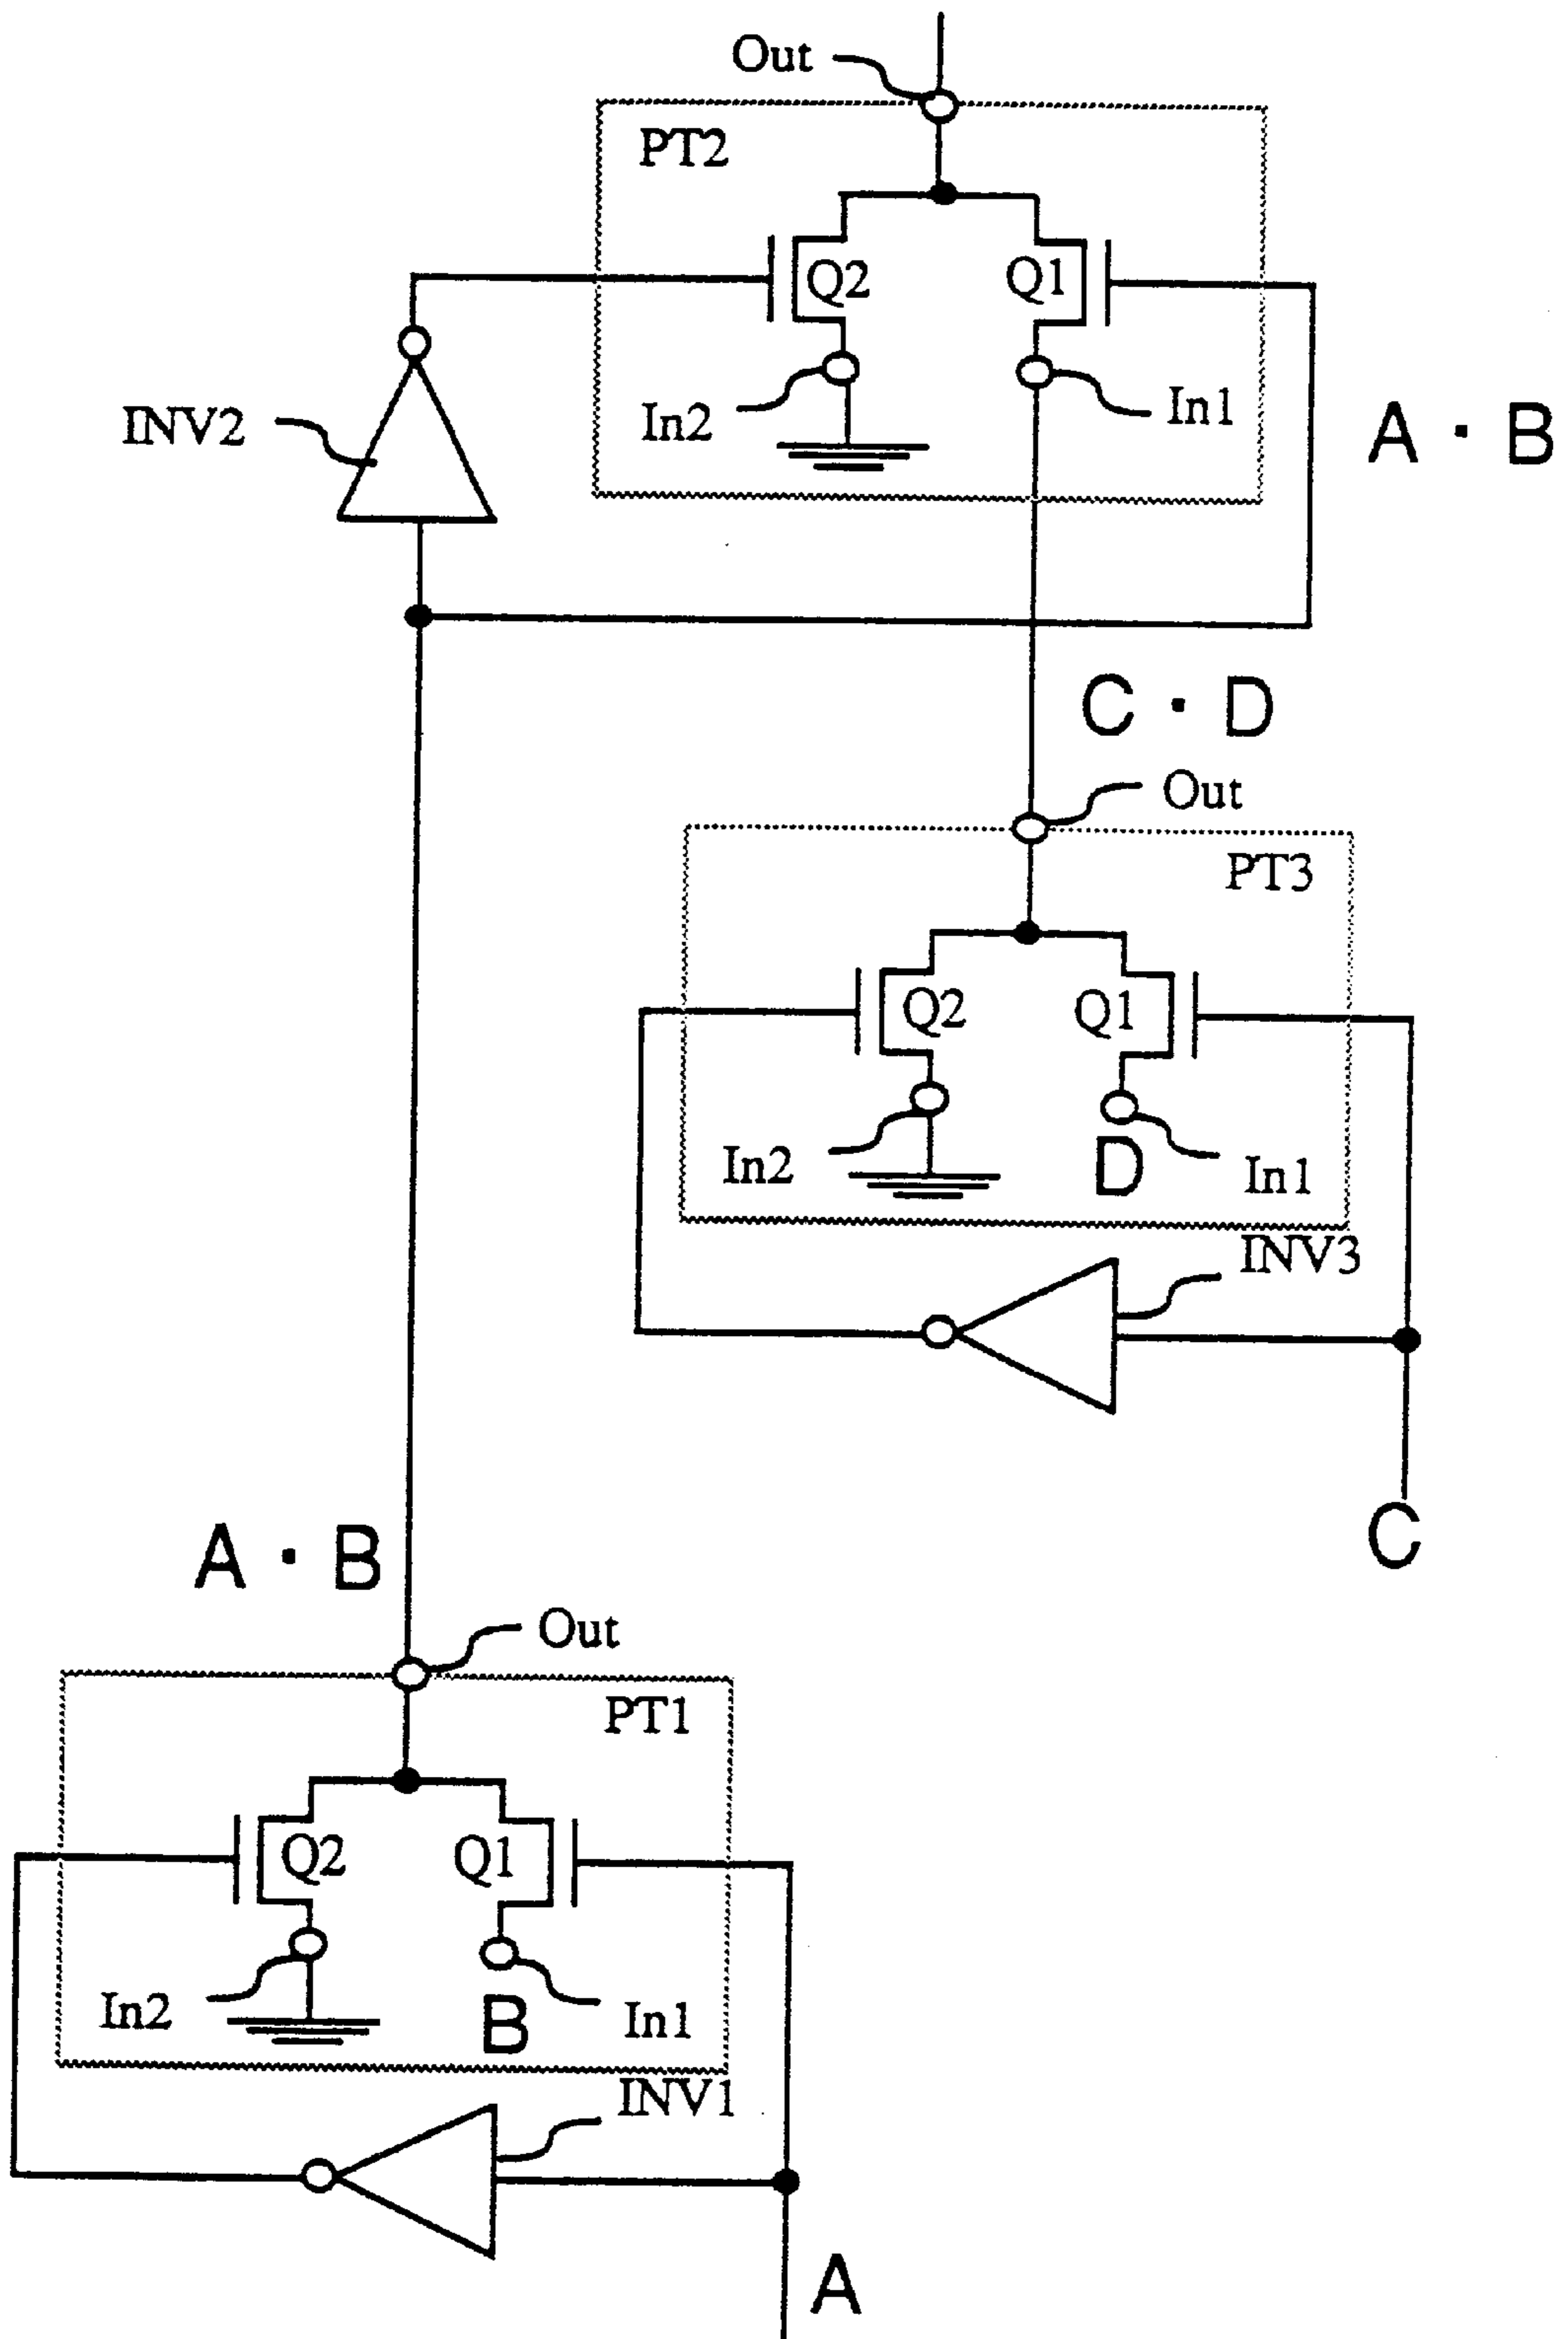 Out
PT2
Q2
Q1
In2
In1
INV2
A · B
C · D
Out
PT3
Q2
Q1
In2
D
In1
INV3
C
A · B
Out
PT1
Q2
Q1
In2
B
In1
INV1
A